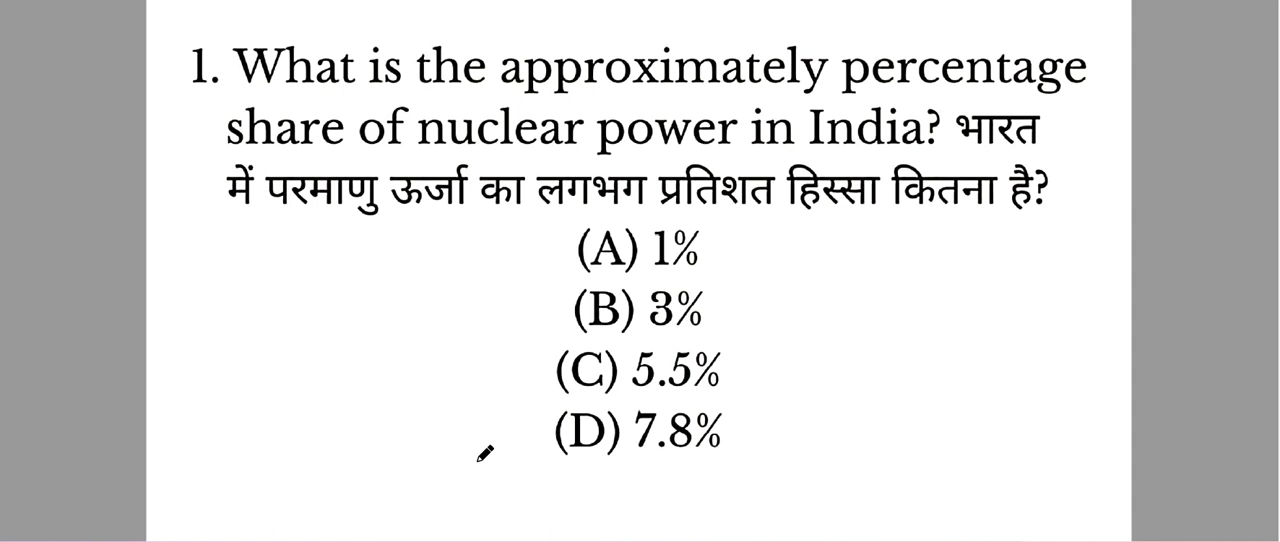 1. What is the approximately percentage
share of nuclear power in India? भारत
में परमाणु ऊर्जा का लगभग प्रतिशत हिस्सा कितना है?
(A) 1%
(B) 3%
(C) 5.5%
(D) 7.8%